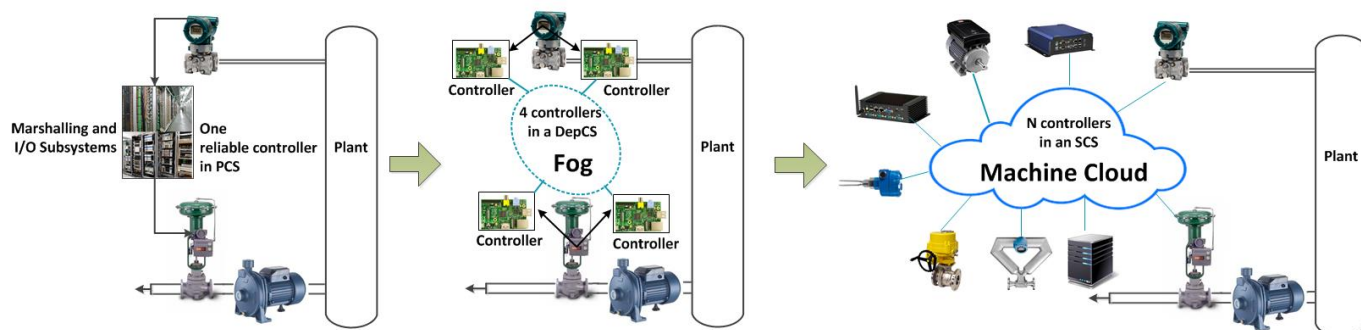 Marshalling and
I/O Subsystems
One
reliable controller
in PCS
Plant
Controller
Controller
4 controllers
in a DepCS
Fog
Controller
Controller
Plant
N controllers
in an SCS
Machine Cloud
Plant